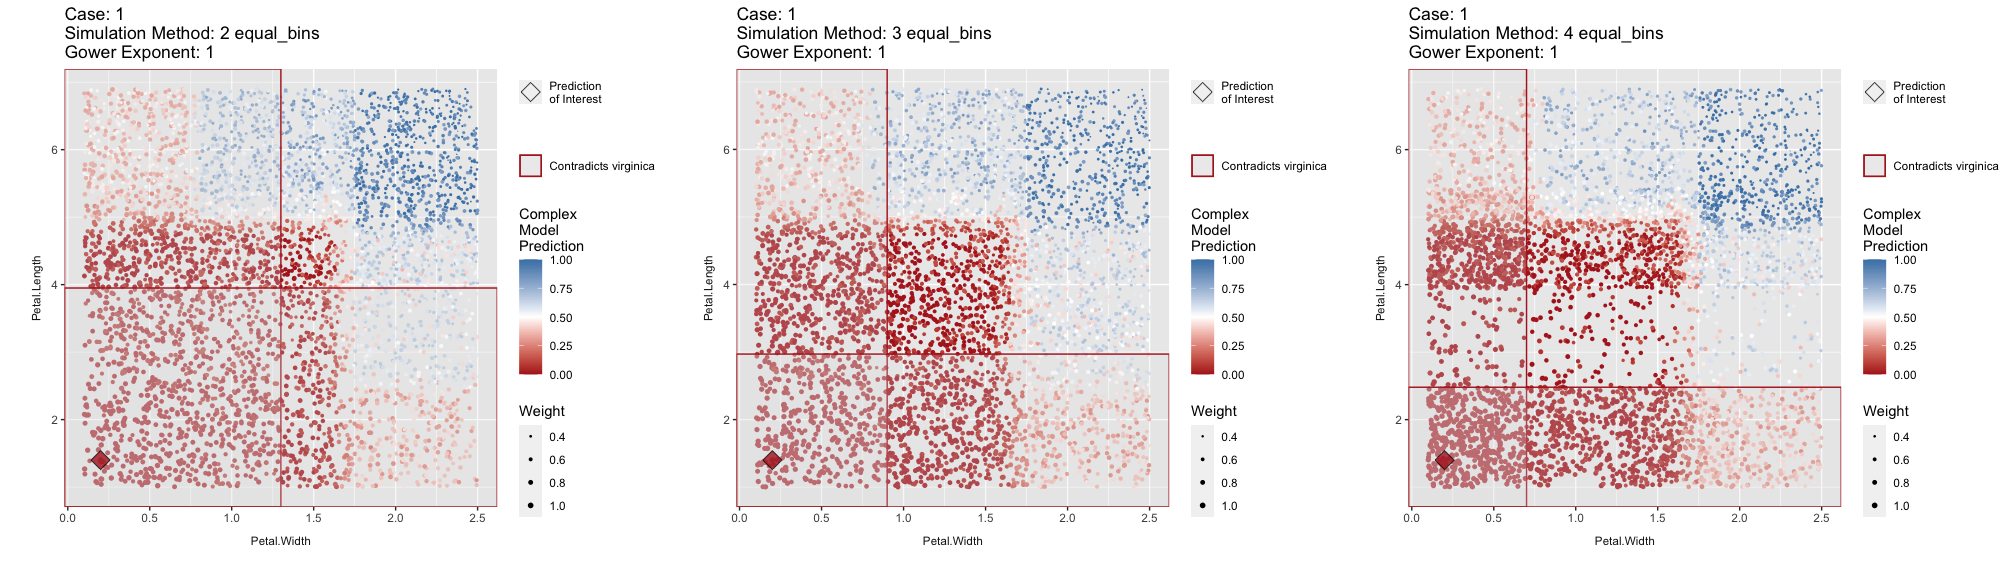 Case: 1
Simulation Method: 2 equal_bins
Gower Exponent: 1
Petal.Length
6
4
2
0.0
0.5
1.0
1.5
2.0
2.5
Petal.Width
Prediction
of Interest
Contradicts virginica
Complex
Model
Prediction
1.00
0.75
0.50
0.25
0.00
Weight
0.4
0.6
0.8
1.0
Case: 1
Simulation Method: 3 equal_bins
Gower Exponent: 1
Petal.Length
6
4
2
0.0
0.5
1.0
1.5
2.0
2.5
Petal.Width
Prediction
of Interest
Contradicts virginica
Complex
Model
Prediction
1.00
0.75
0.50
0.25
0.00
Weight
0.4
0.6
0.8
1.0
Case: 1
Simulation Method: 4 equal_bins
Gower Exponent: 1
Petal.Length
6
4
2
0.0
0.5
1.0
1.5
2.0
2.5
Petal.Width
Prediction
of Interest
Contradicts virginica
Complex
Model
Prediction
1.00
0.75
0.50
0.25
0.00
Weight
0.4
0.6
0.8
1.0